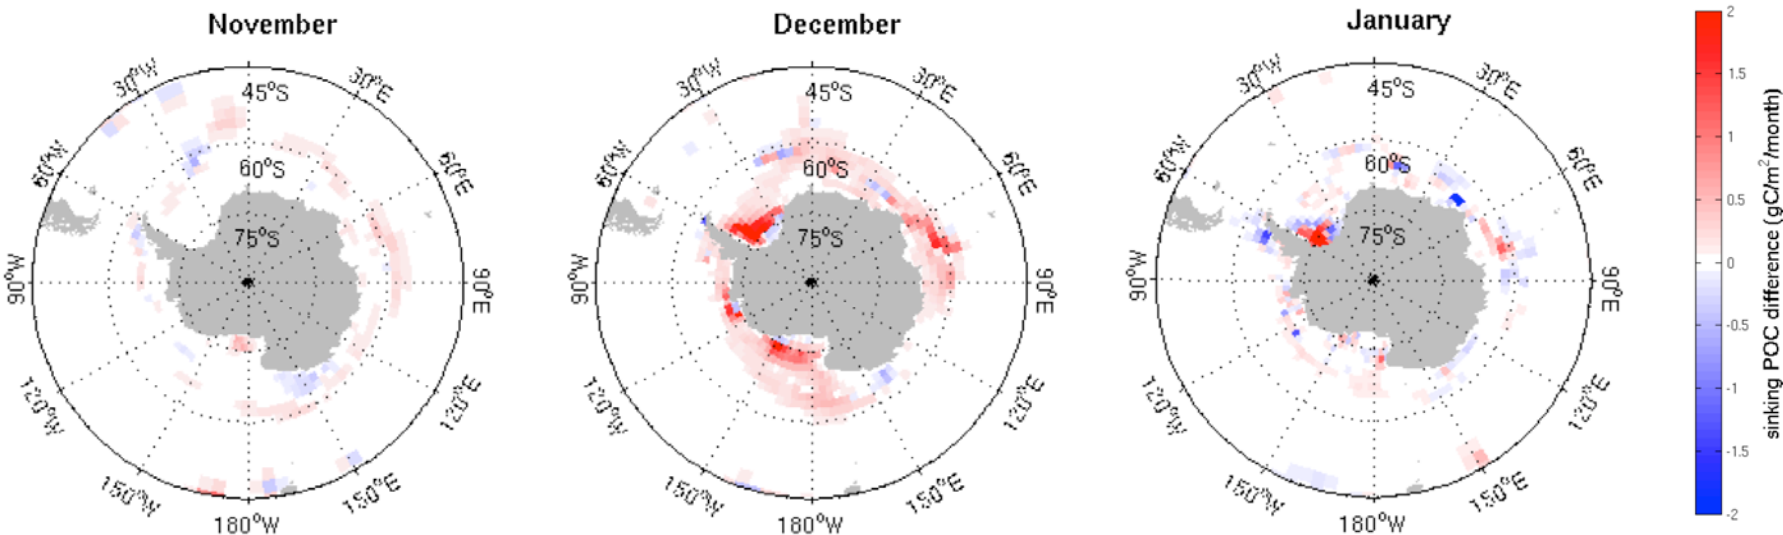 November
30°W
45°S
30°E
60°W
60°S
60°E
75°S
90°W
90°E
120°W
120°E
150°W
150°E
180°W
December
30°W
45°S
30°E
60°W
60°S
60°E
75°S
90°W
90°E
120°W
120°E
150°W
150°E
180°W
January
30°W
45°S
30°E
60°W
60°S
60°E
75°S
90°W
90°E
120°W
120°E
150°W
150°E
180°W
2
1.5
1
0.5
0
-0.5
-1
-1.5
-2
sinking POC difference (gC/m²/month)